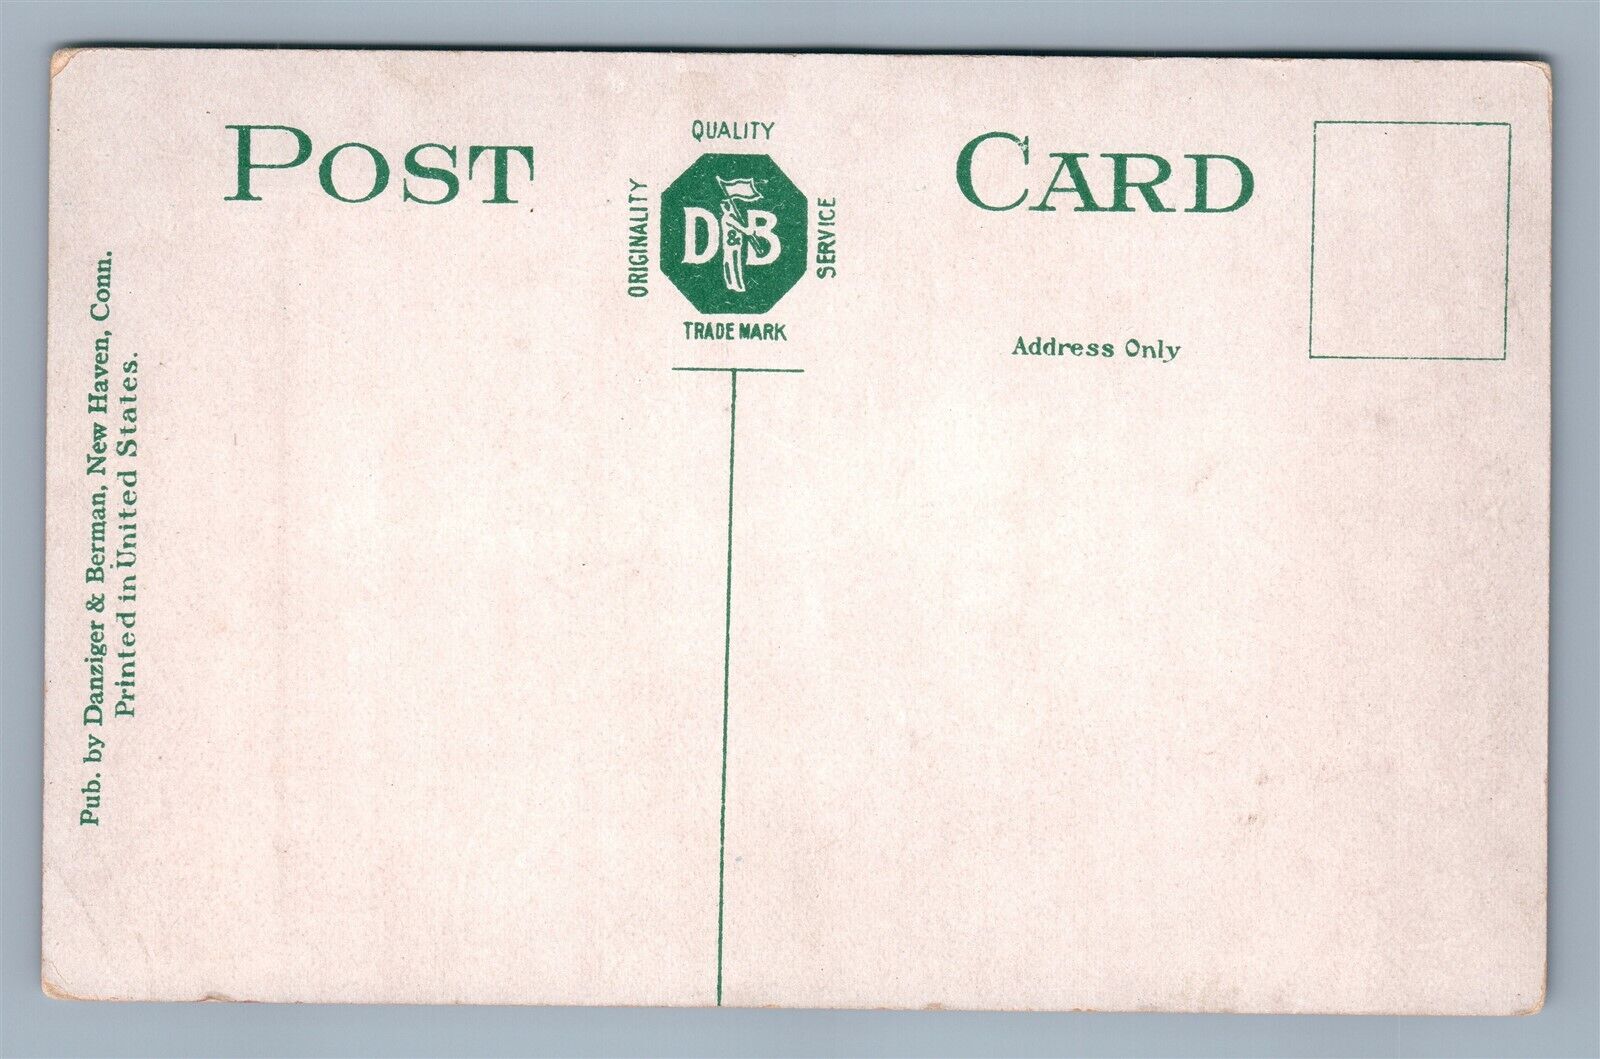 POST CARD
QUALITY
ORIGINALITY
D&B
SERVICE
TRADE MARK
Address Only
Pub. by Danziger & Berman, New Haven, Conn.
Printed in United States.